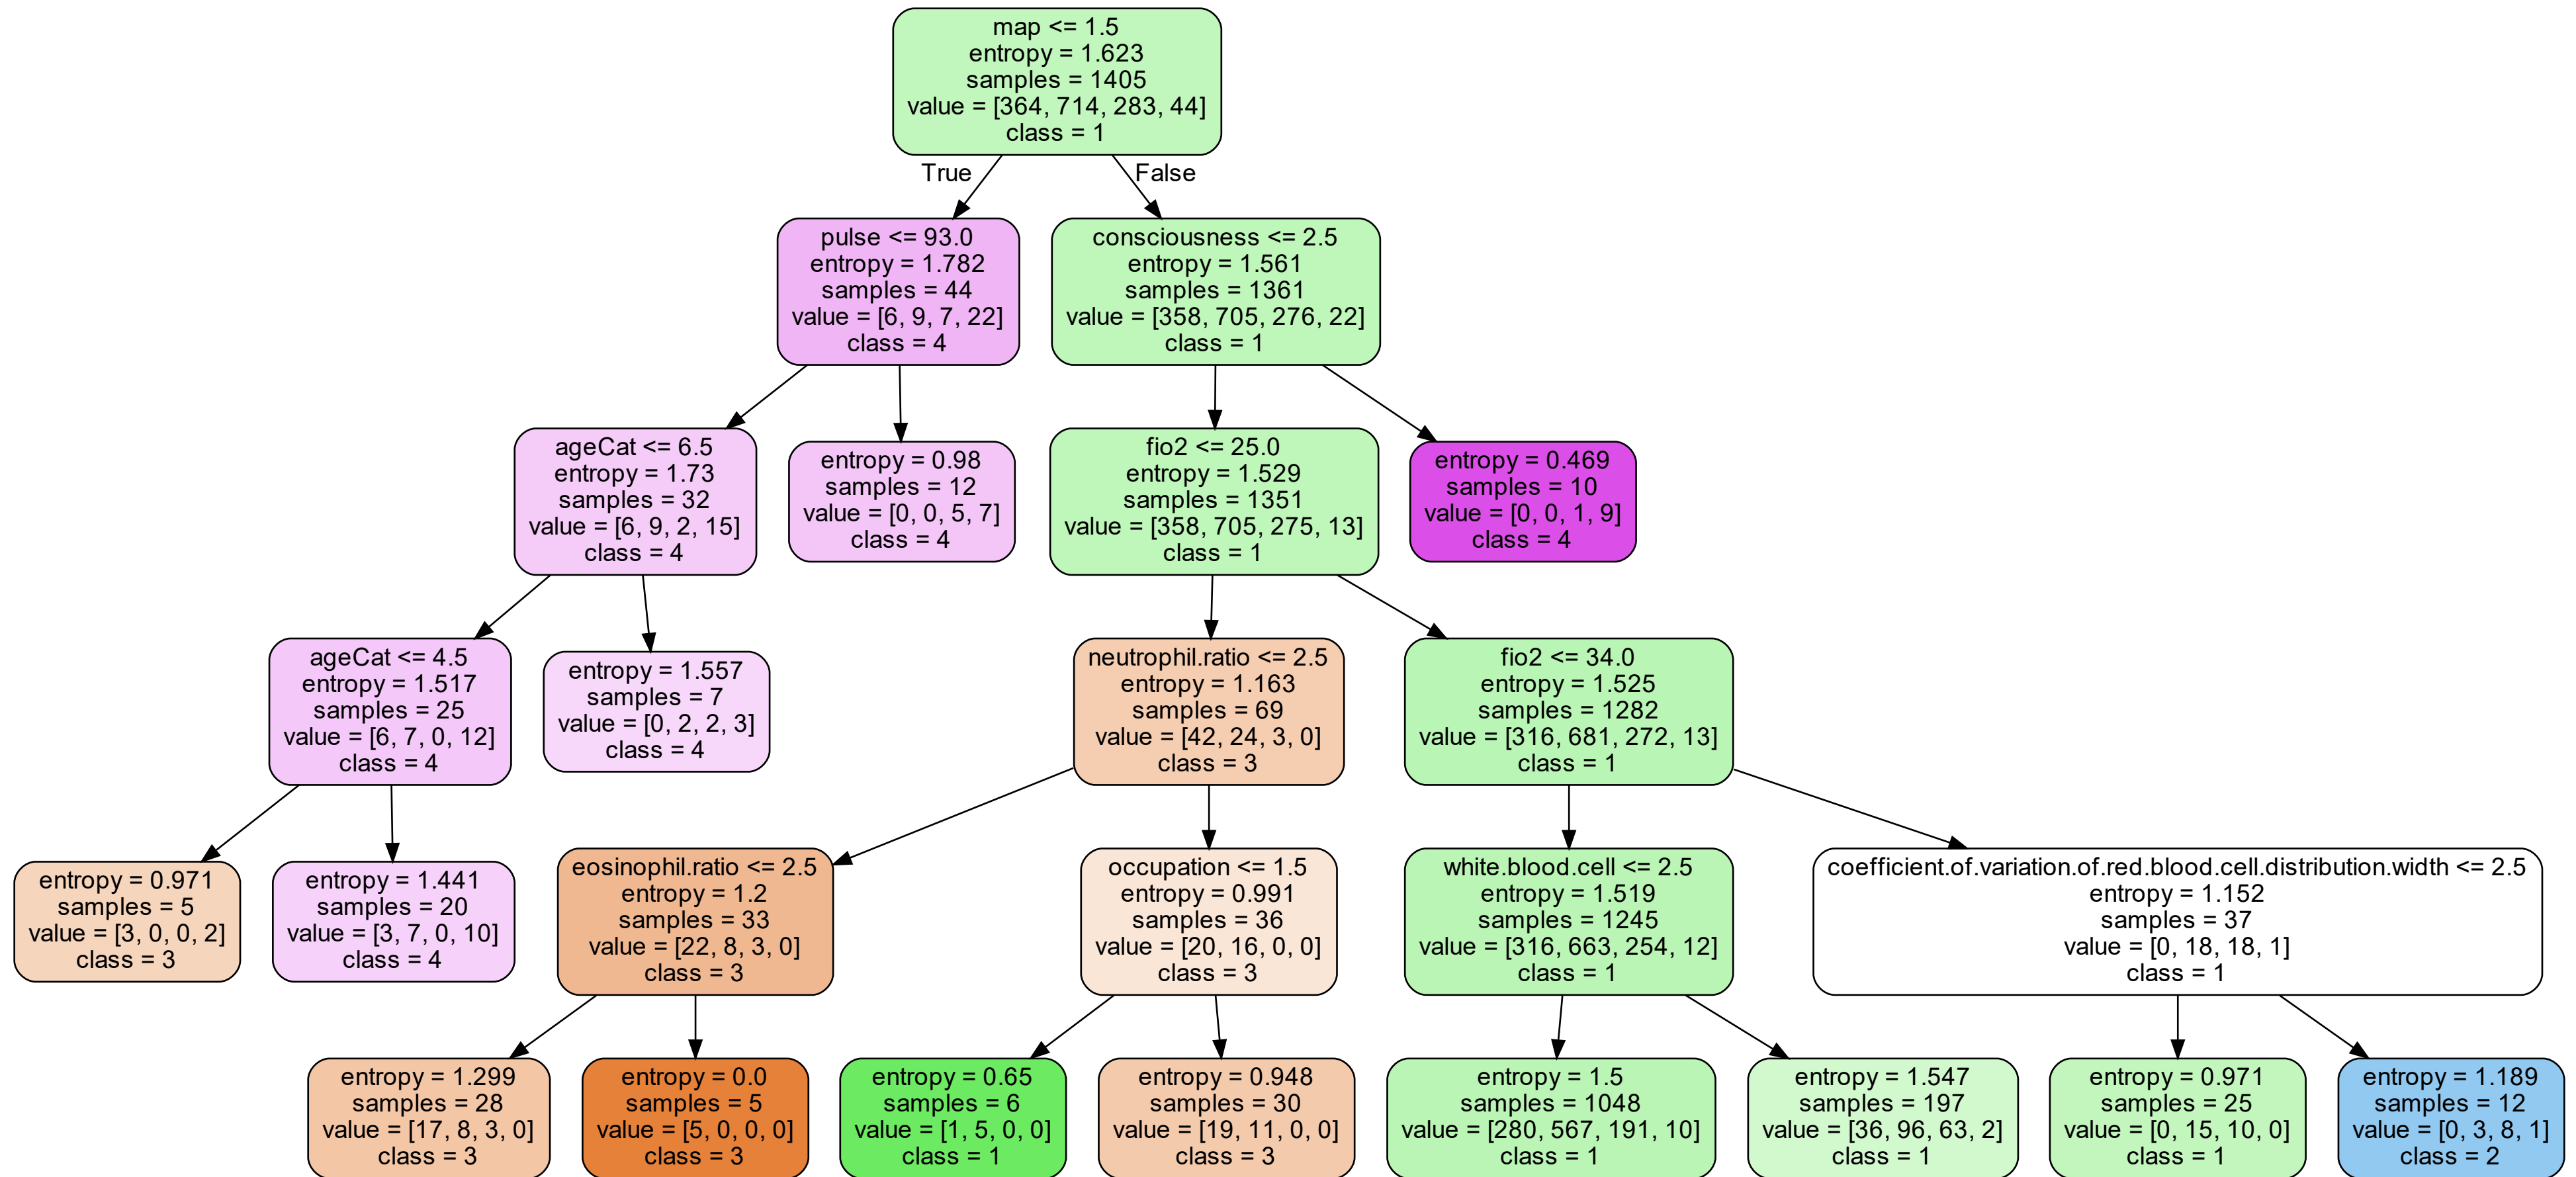 map <= 1.5
entropy = 1.623
samples = 1405
value = [364, 714, 283, 44]
class = 1
True
False
pulse <= 93.0
entropy = 1.782
samples = 44
value = [6, 9, 7, 22]
class = 4
consciousness <= 2.5
entropy = 1.561
samples = 1361
value = [358, 705, 276, 22]
class = 1
ageCat <= 6.5
entropy = 1.73
samples = 32
value = [6, 9, 2, 15]
class = 4
entropy = 0.98
samples = 12
value = [0, 0, 5, 7]
class = 4
fio2 <= 25.0
entropy = 1.529
samples = 1351
value = [358, 705, 275, 13]
class = 1
entropy = 0.469
samples = 10
value = [0, 0, 1, 9]
class = 4
ageCat <= 4.5
entropy = 1.517
samples = 25
value = [6, 7, 0, 12]
class = 4
entropy = 1.557
samples = 7
value = [0, 2, 2, 3]
class = 4
neutrophil.ratio <= 2.5
entropy = 1.163
samples = 69
value = [42, 24, 3, 0]
class = 3
fio2 <= 34.0
entropy = 1.525
samples = 1282
value = [316, 681, 272, 13]
class = 1
entropy = 0.971
samples = 5
value = [3, 0, 0, 2]
class = 3
entropy = 1.441
samples = 20
value = [3, 7, 0, 10]
class = 4
eosinophil.ratio <= 2.5
entropy = 1.2
samples = 33
value = [22, 8, 3, 0]
class = 3
occupation <= 1.5
entropy = 0.991
samples = 36
value = [20, 16, 0, 0]
class = 3
white.blood.cell <= 2.5
entropy = 1.519
samples = 1245
value = [316, 663, 254, 12]
class = 1
coefficient.of.variation.of.red.blood.cell.distribution.width <= 2.5
entropy = 1.152
samples = 37
value = [0, 18, 18, 1]
class = 1
entropy = 1.299
samples = 28
value = [17, 8, 3, 0]
class = 3
entropy = 0.0
samples = 5
value = [5, 0, 0, 0]
class = 3
entropy = 0.65
samples = 6
value = [1, 5, 0, 0]
class = 1
entropy = 0.948
samples = 30
value = [19, 11, 0, 0]
class = 3
entropy = 1.5
samples = 1048
value = [280, 567, 191, 10]
class = 1
entropy = 1.547
samples = 197
value = [36, 96, 63, 2]
class = 1
entropy = 0.971
samples = 25
value = [0, 15, 10, 0]
class = 1
entropy = 1.189
samples = 12
value = [0, 3, 8, 1]
class = 2